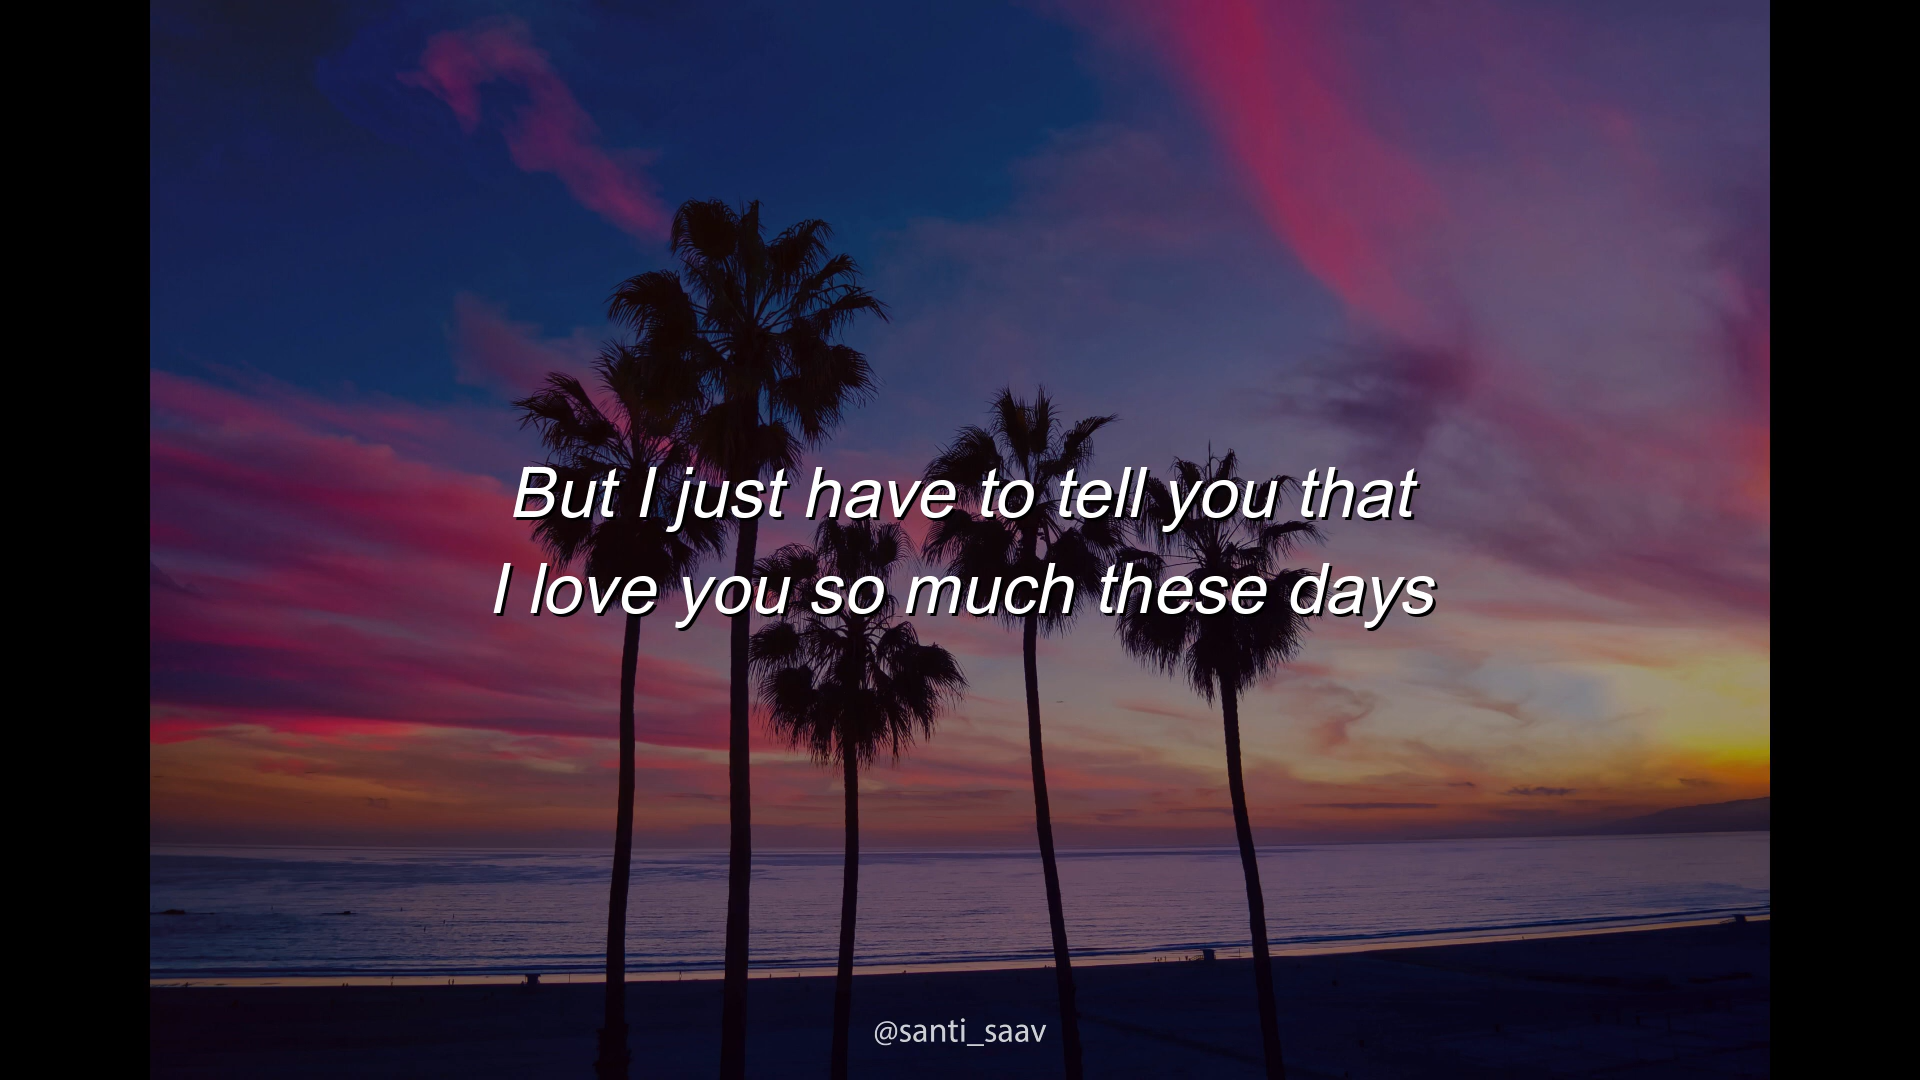 But I just have to tell you that
I love you so much these days
@santi_saav